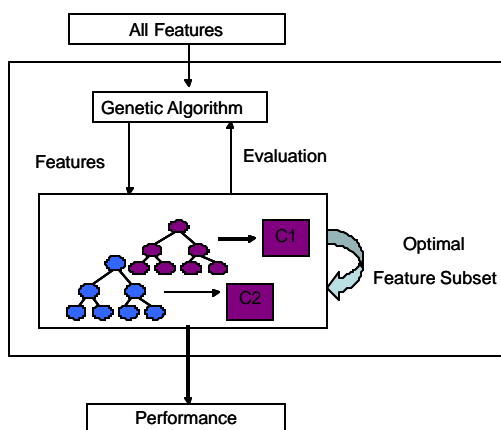 All Features
Genetic Algorithm
Features
Evaluation
C1
Optimal
Feature Subset
C2
Performance